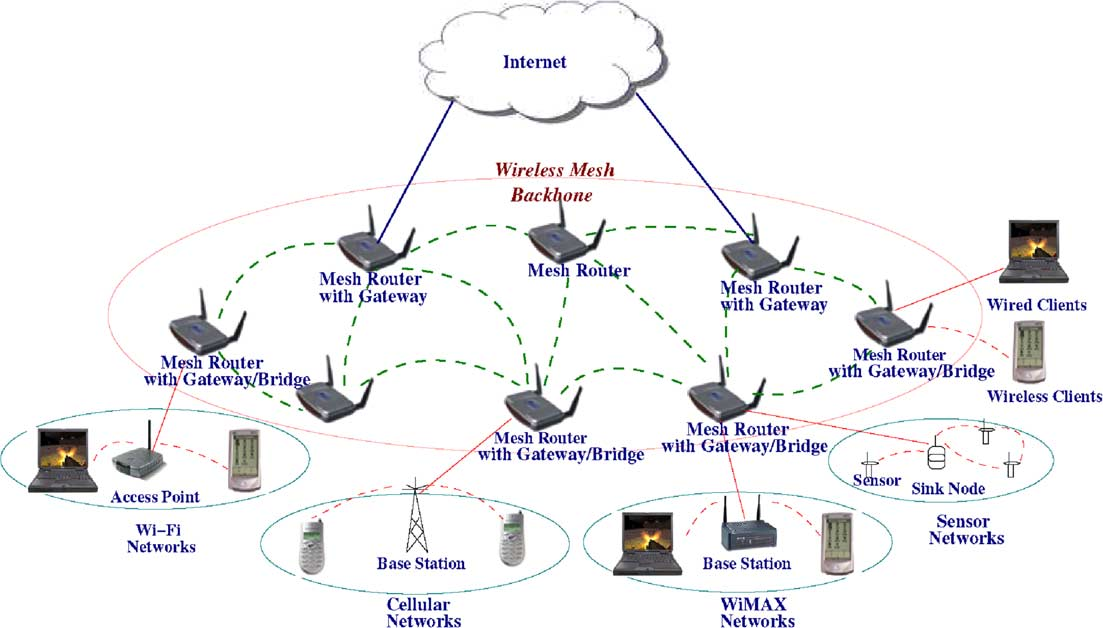 Internet
Wireless Mesh
Backbone
Mesh Router
with Gateway
Mesh Router
Mesh Router
with Gateway
Wired Clients
Mesh Router
with Gateway/Bridge
Mesh Router
with Gateway/Bridge
Wireless Clients
Mesh Router
with Gateway/Bridge
Mesh Router
with Gateway/Bridge
Access Point
Wi-Fi
Networks
Base Station
Cellular
Networks
Base Station
WiMAX
Networks
Sensor
Sink Node
Sensor
Networks